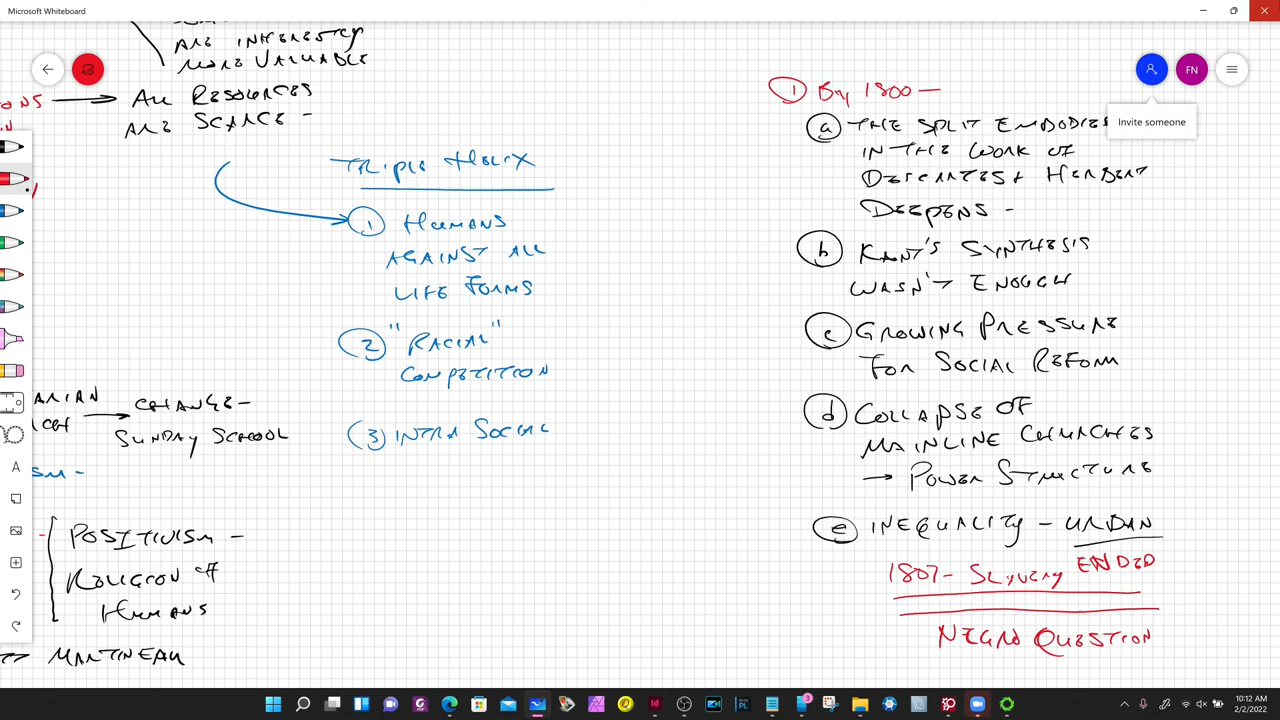 Microsoft Whiteboard
ARE INHERENTLY
MORE VALUABLE
ALL RESOURCES
ARE SCARCE -
TRIPLE HELIX
1 HUMANS
AGAINST ALL
LIFE FORMS
2 "RACIAL"
COMPETITION
(3) INTRA SOCIAL
CHANGE -
SUNDAY SCHOOL
POSITIVISM -
RELIGION OF
HUMANS
MARTINEAU
FN
Invite someone
1 By 1800 -
a THE SPLIT EMBODIED
IN THE WORK OF
DESCARTES + HERBERT
DEEPENS -
b KANT'S SYNTHESIS
WASN'T ENOUGH
c GROWING PRESSURE
FOR SOCIAL REFORM
d COLLAPSE OF
MAINLINE CHURCHES
→ POWER STRUCTURE
e INEQUALITY - URBAN
1807 - SLAVERY ENDED
NEGRO QUESTION
10:12 AM
2/2/2022